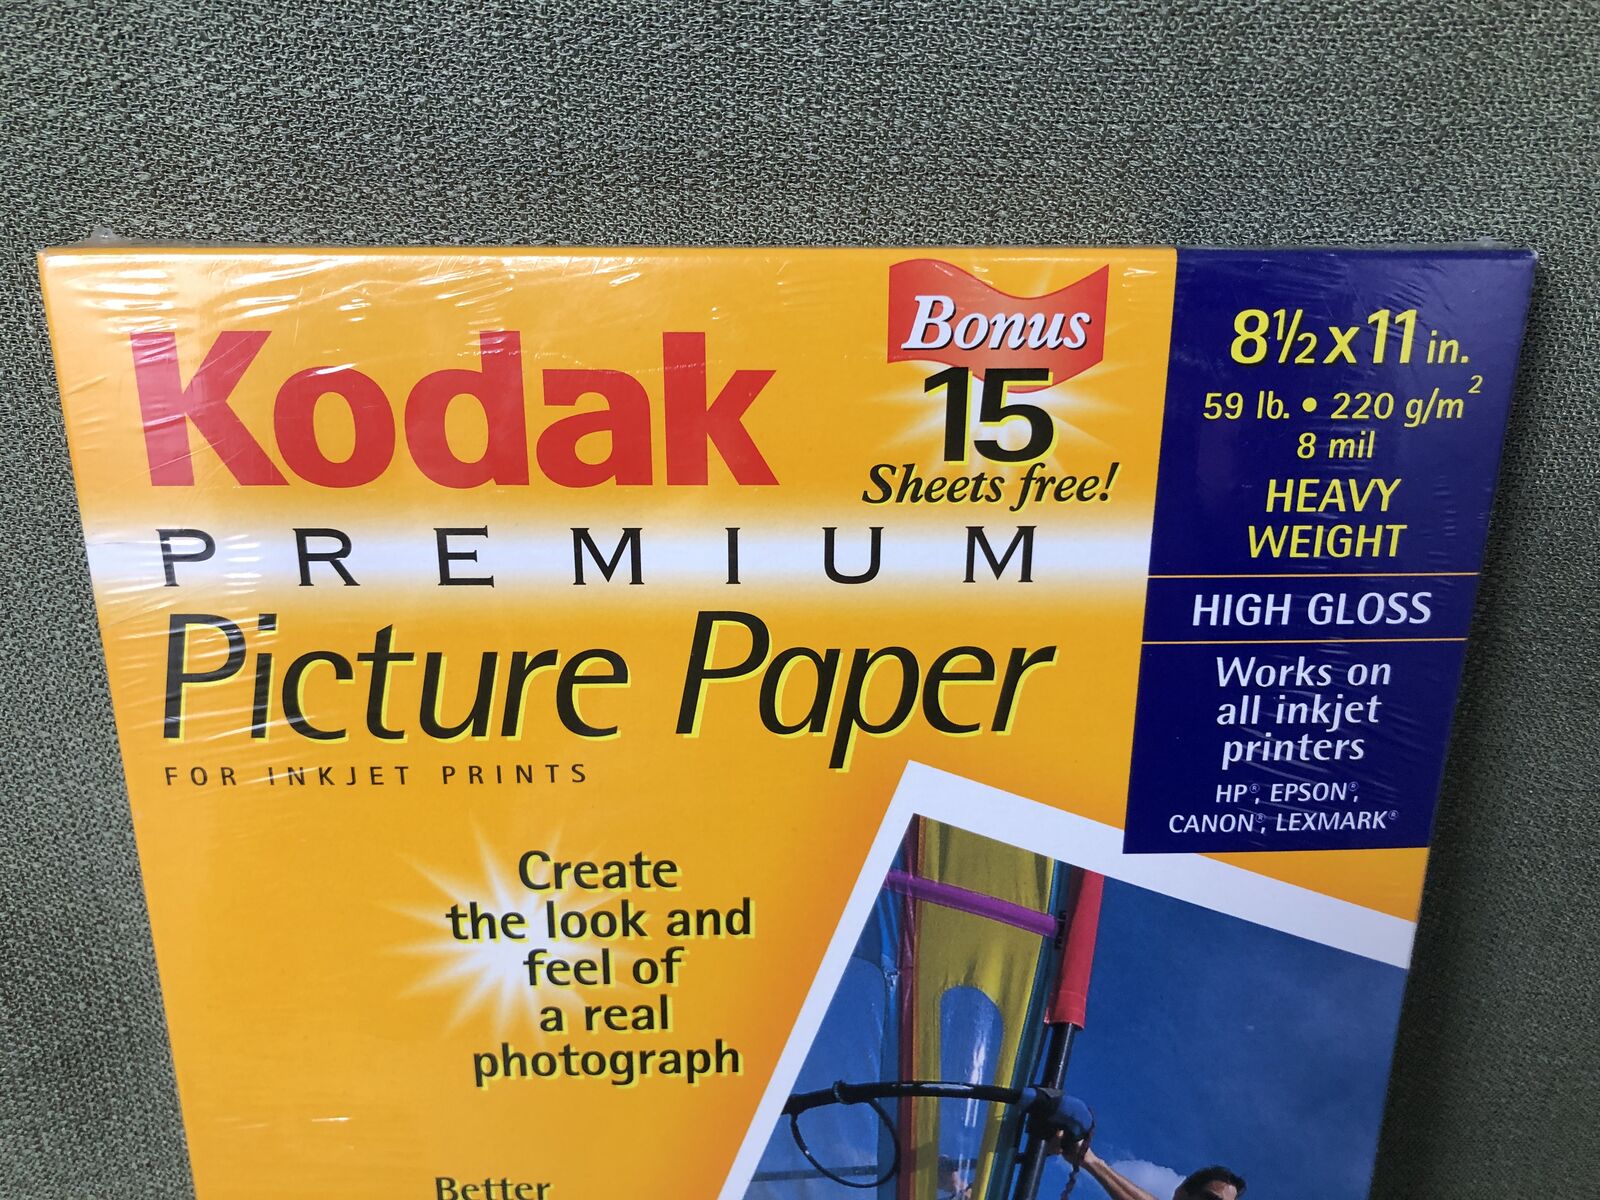 Kodak
Bonus
15
Sheets free!
PREMIUM
Picture Paper
FOR INKJET PRINTS
8½ x 11 in.
59 lb. • 220 g/m²
8 mil
HEAVY
WEIGHT
HIGH GLOSS
Works on
all inkjet
printers
HP®, EPSON®,
CANON®, LEXMARK®
Create
the look and
feel of
a real
photograph
Better